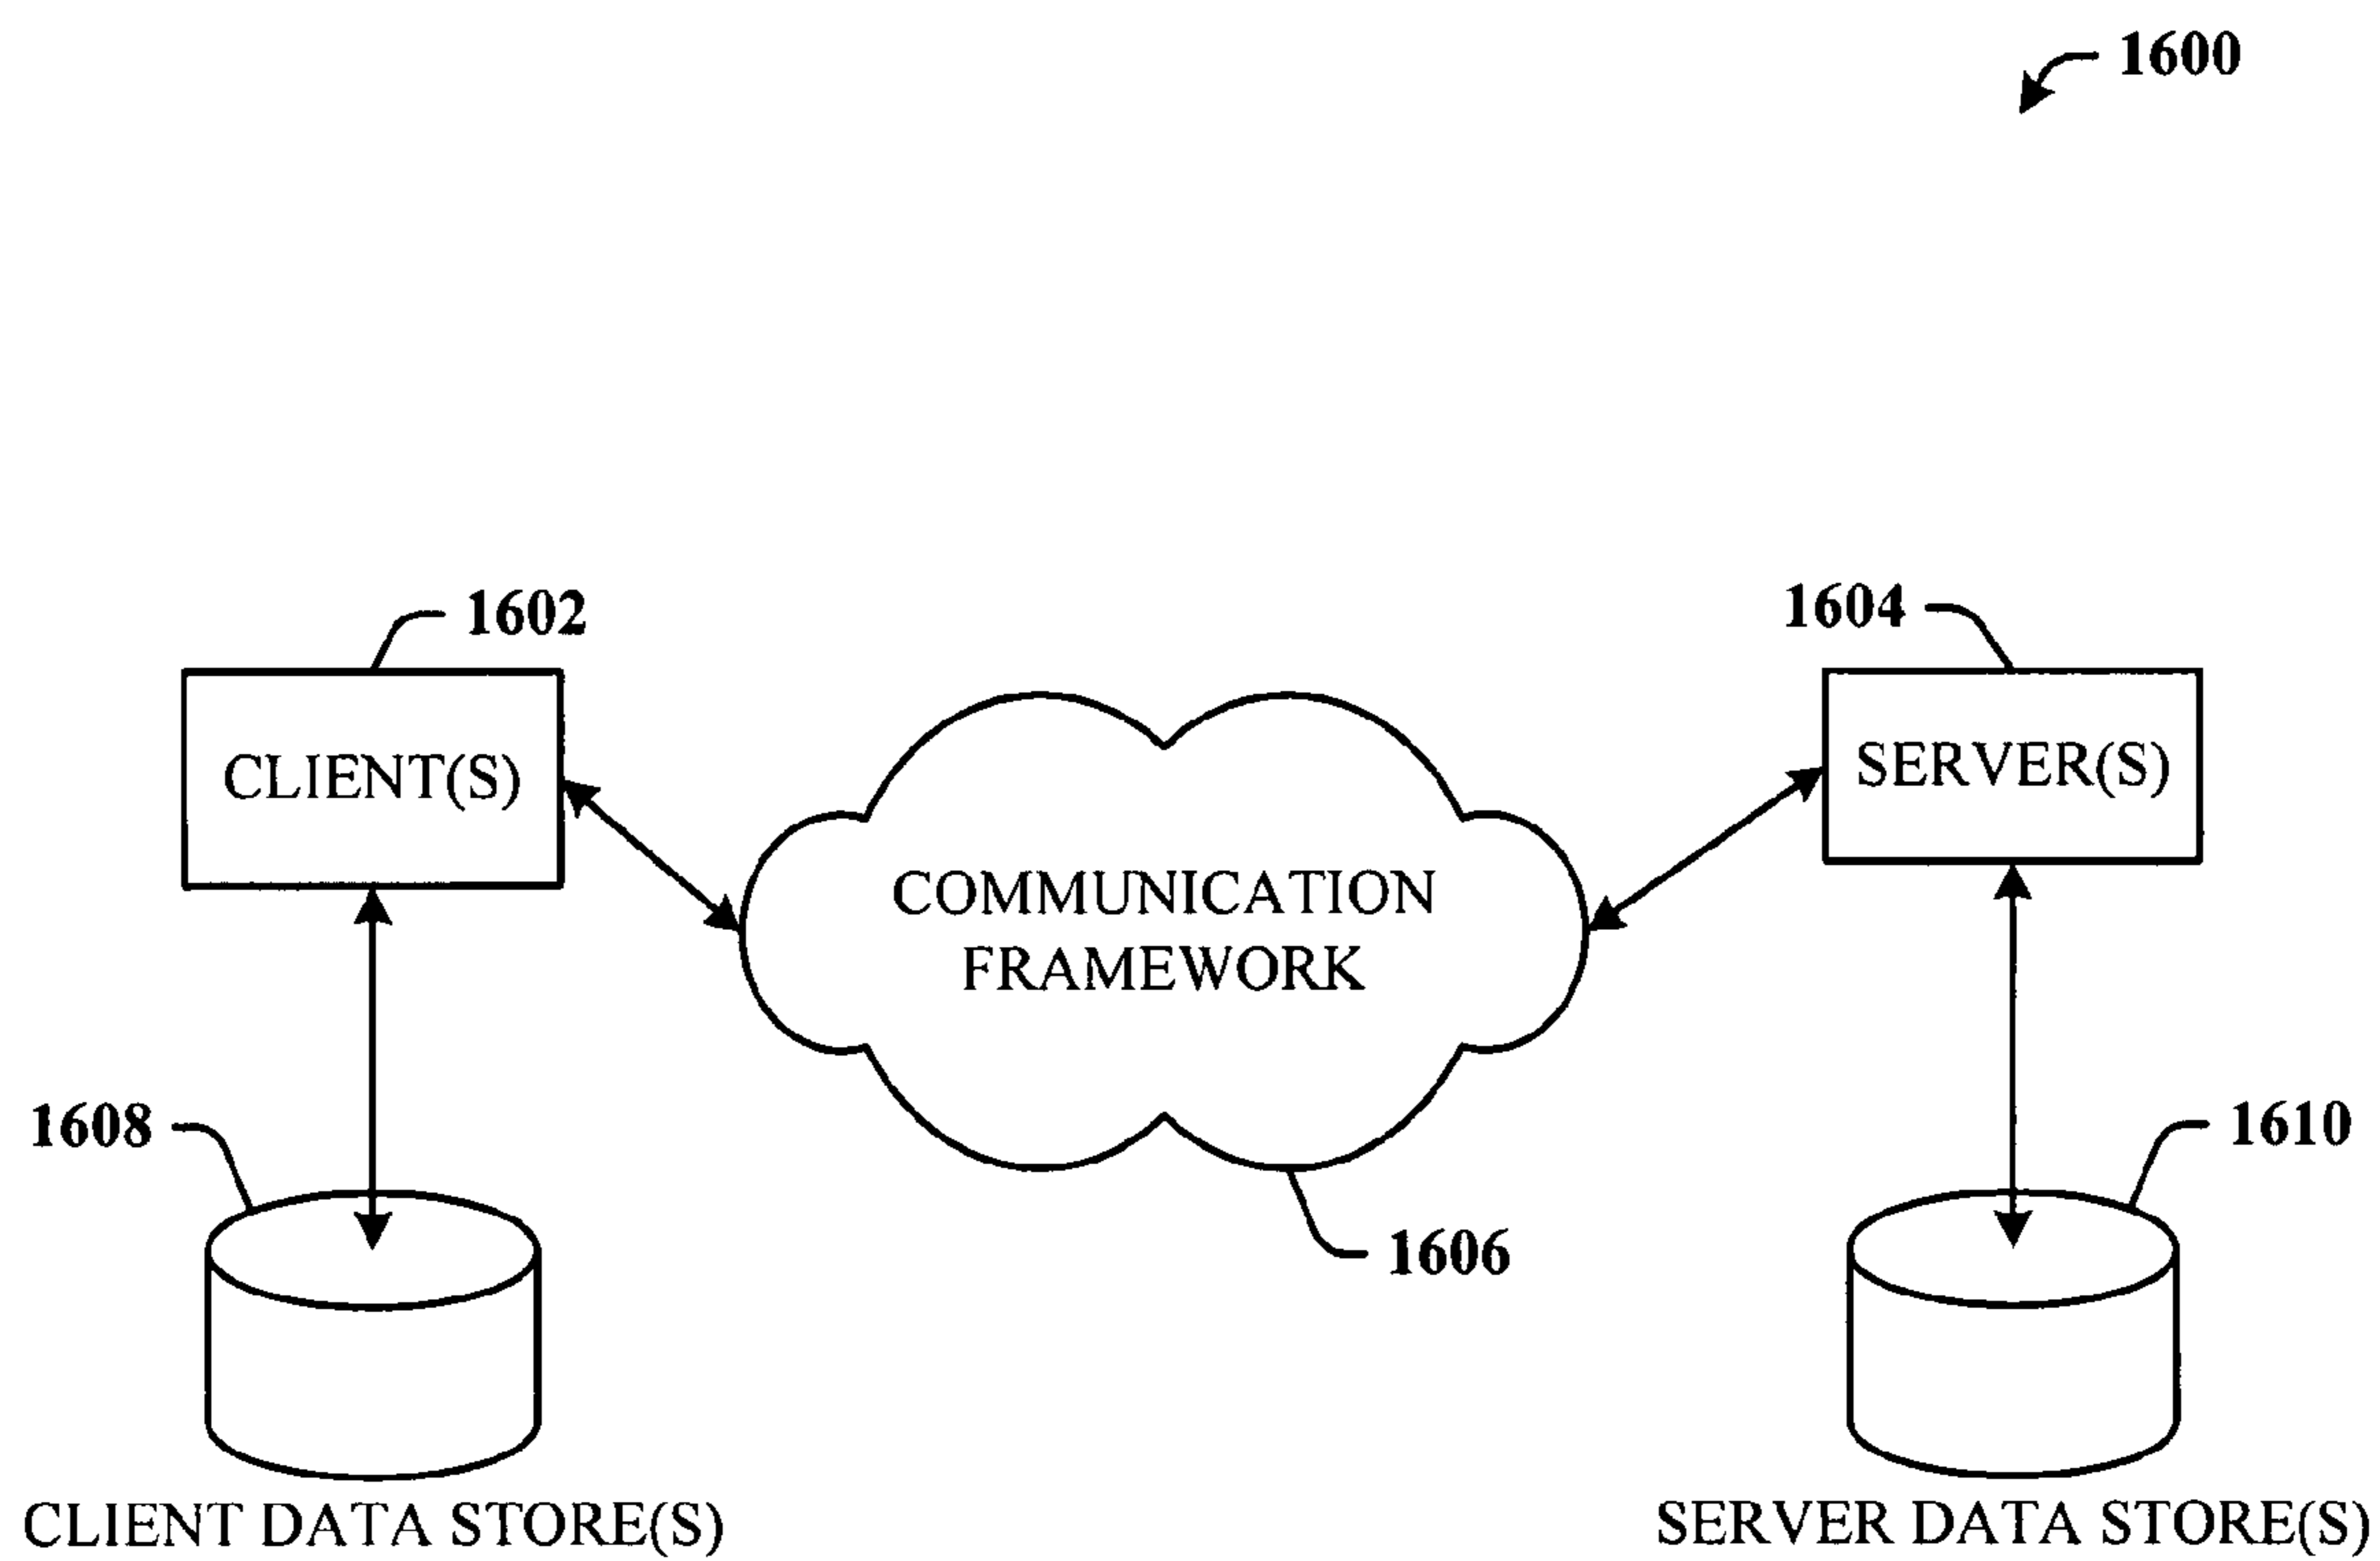 1600
1602
1604
CLIENT(S)
SERVER(S)
COMMUNICATION
FRAMEWORK
1608
1610
1606
CLIENT DATA STORE(S)
SERVER DATA STORE(S)